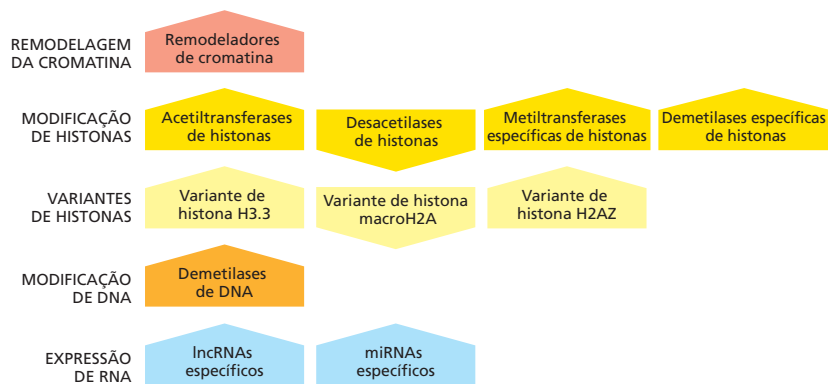 REMODELAGEM
DA CROMATINA
Remodeladores
de cromatina
MODIFICAÇÃO
DE HISTONAS
Acetiltransferases
de histonas
Desacetilases
de histonas
Metiltransferases
específicas de histonas
Demetilases específicas
de histonas
VARIANTES
DE HISTONAS
Variante de
histona H3.3
Variante de histona
macroH2A
Variante de
histona H2AZ
MODIFICAÇÃO
DE DNA
Demetilases
de DNA
EXPRESSÃO
DE RNA
lncRNAs
específicos
miRNAs
específicos